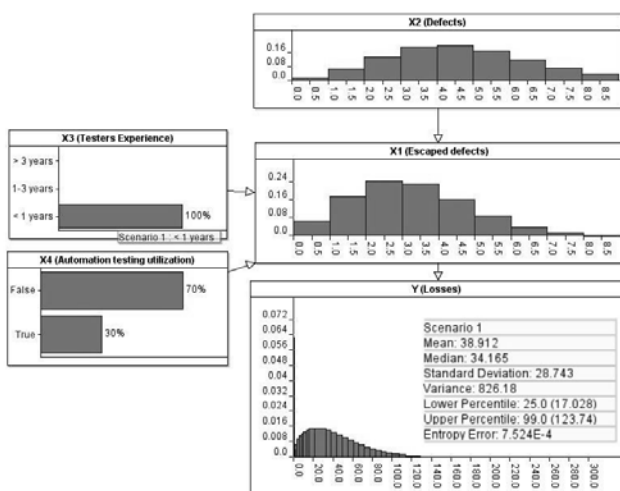 X2 (Defects)
0.16
0.08
0.0
0.0 0.5 1.0 1.5 2.0 2.5 3.0 3.5 4.0 4.5 5.0 5.5 6.0 6.5 7.0 7.5 8.0 8.5
X3 (Testers Experience)
> 3 years
1-3 years
< 1 years
100%
Scenario 1 : < 1 years
X1 (Escaped defects)
0.24
0.16
0.08
0.00
0.0 0.5 1.0 1.5 2.0 2.5 3.0 3.5 4.0 4.5 5.0 5.5 6.0 6.5 7.0 7.5 8.0 8.5
X4 (Automation testing utilization)
False
70%
True
30%
Y (Losses)
0.072
0.064
0.056
0.048
0.04
0.032
0.024
0.016
0.008
0.0
0.0 20.0 40.0 60.0 80.0 100.0 120.0 140.0 160.0 180.0 200.0 220.0 240.0 260.0 280.0 300.0
Scenario 1
Mean: 38.912
Median: 34.165
Standard Deviation: 28.743
Variance: 826.18
Lower Percentile: 25.0 (17.028)
Upper Percentile: 99.0 (123.74)
Entropy Error: 7.524E-4